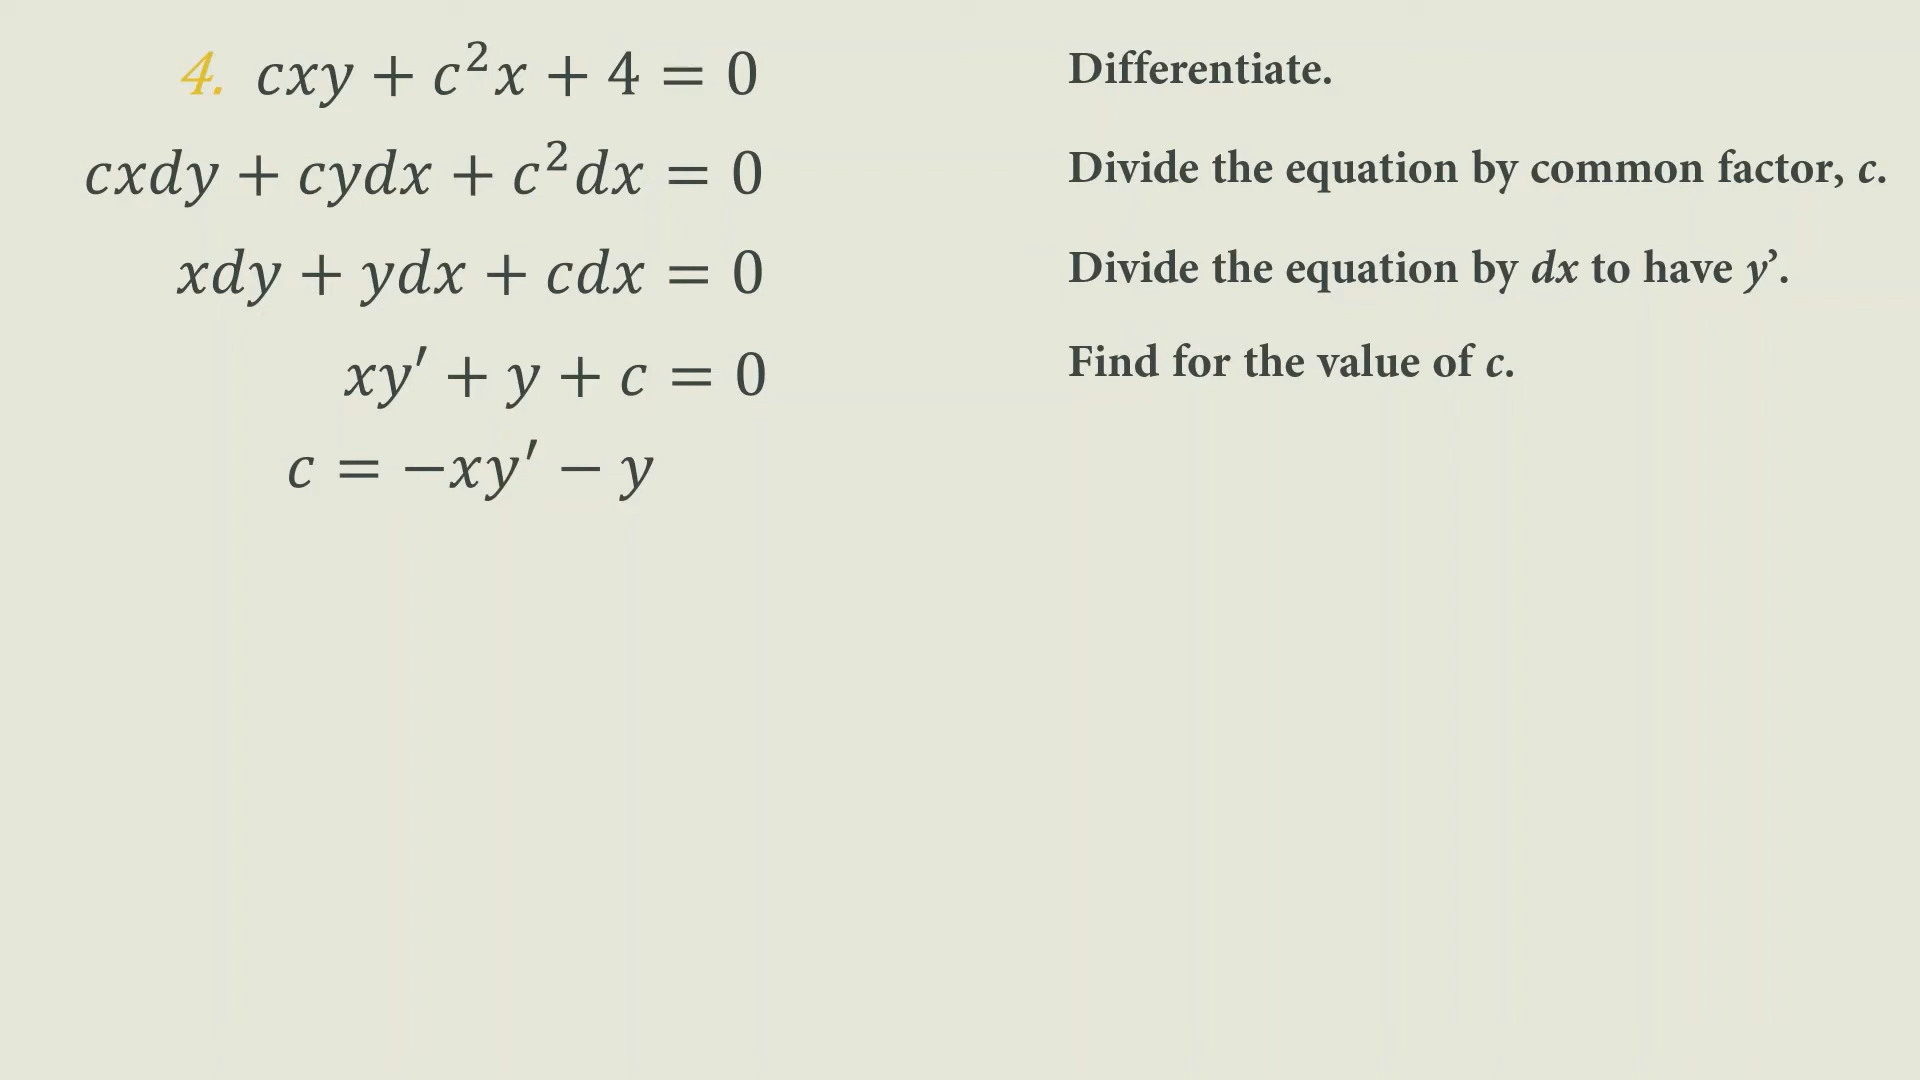 4. cxy + c²x + 4 = 0 Differentiate.
cxdy + cydx + c²dx = 0 Divide the equation by common factor, c.
xdy + ydx + cdx = 0 Divide the equation by dx to have y’.
xy′ + y + c = 0 Find for the value of c.
c = −xy′ − y